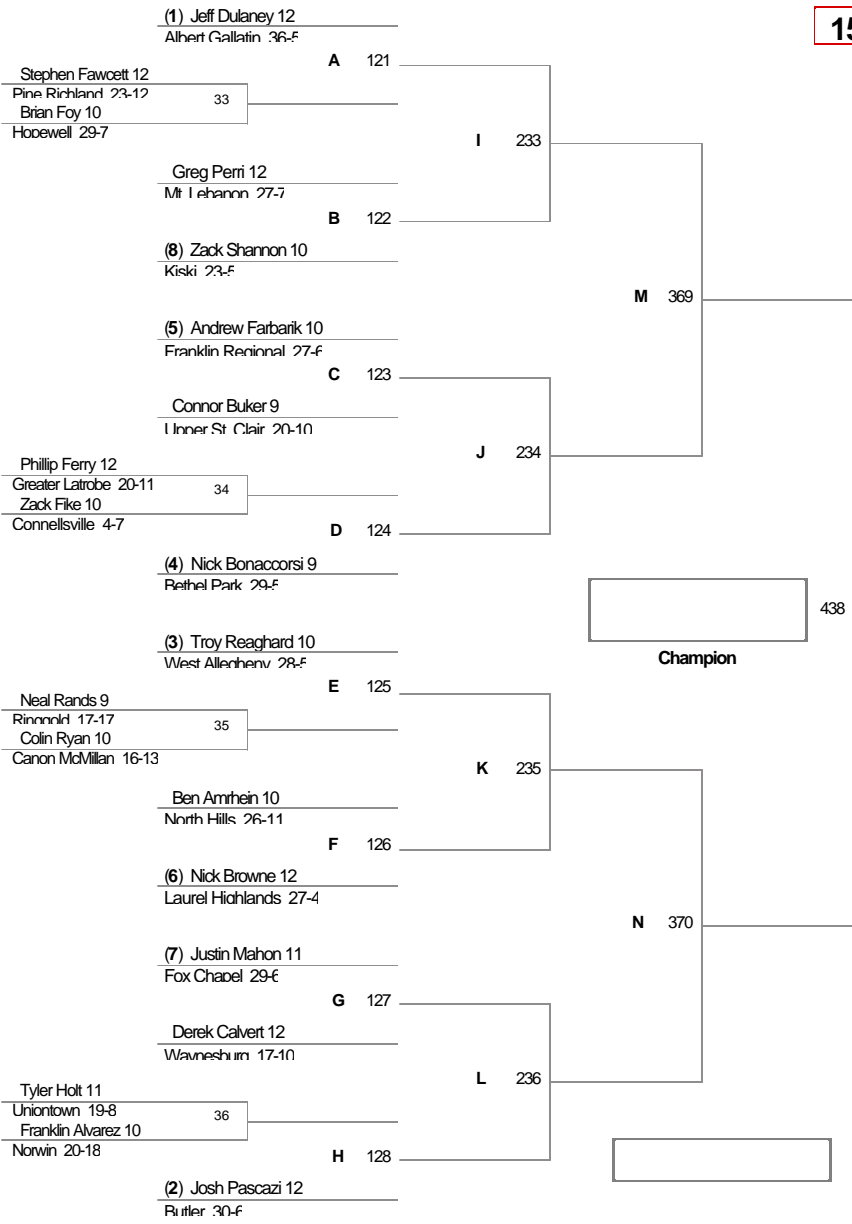 (1) Jeff Dulaney 12
15
Albert Gallatin 36-5
A 121
Stephen Fawcett 12
Pine Richland 23-12
33
Brian Foy 10
Hopewell 29-7
I 233
Greg Perri 12
Mt. Lebanon 27-7
B 122
(8) Zack Shannon 10
Kiski 23-5
M 369
(5) Andrew Farbarik 10
Franklin Regional 27-6
C 123
Connor Buker 9
Upper St. Clair 20-10
J 234
Phillip Ferry 12
Greater Latrobe 20-11
34
Zack Fike 10
Connellsville 4-7
D 124
(4) Nick Bonaccorsi 9
Bethel Park 29-5
438
(3) Troy Reaghard 10
West Allegheny 28-5
Champion
E 125
Neal Rands 9
Ringgold 17-17
35
Colin Ryan 10
Canon McMillan 16-13
K 235
Ben Amrhein 10
North Hills 26-11
F 126
(6) Nick Browne 12
Laurel Highlands 27-4
N 370
(7) Justin Mahon 11
Fox Chapel 29-6
G 127
Derek Calvert 12
Waynesburg 17-10
L 236
Tyler Holt 11
Uniontown 19-8
36
Franklin Alvarez 10
Norwin 20-18
H 128
(2) Josh Pascazi 12
Butler 30-6